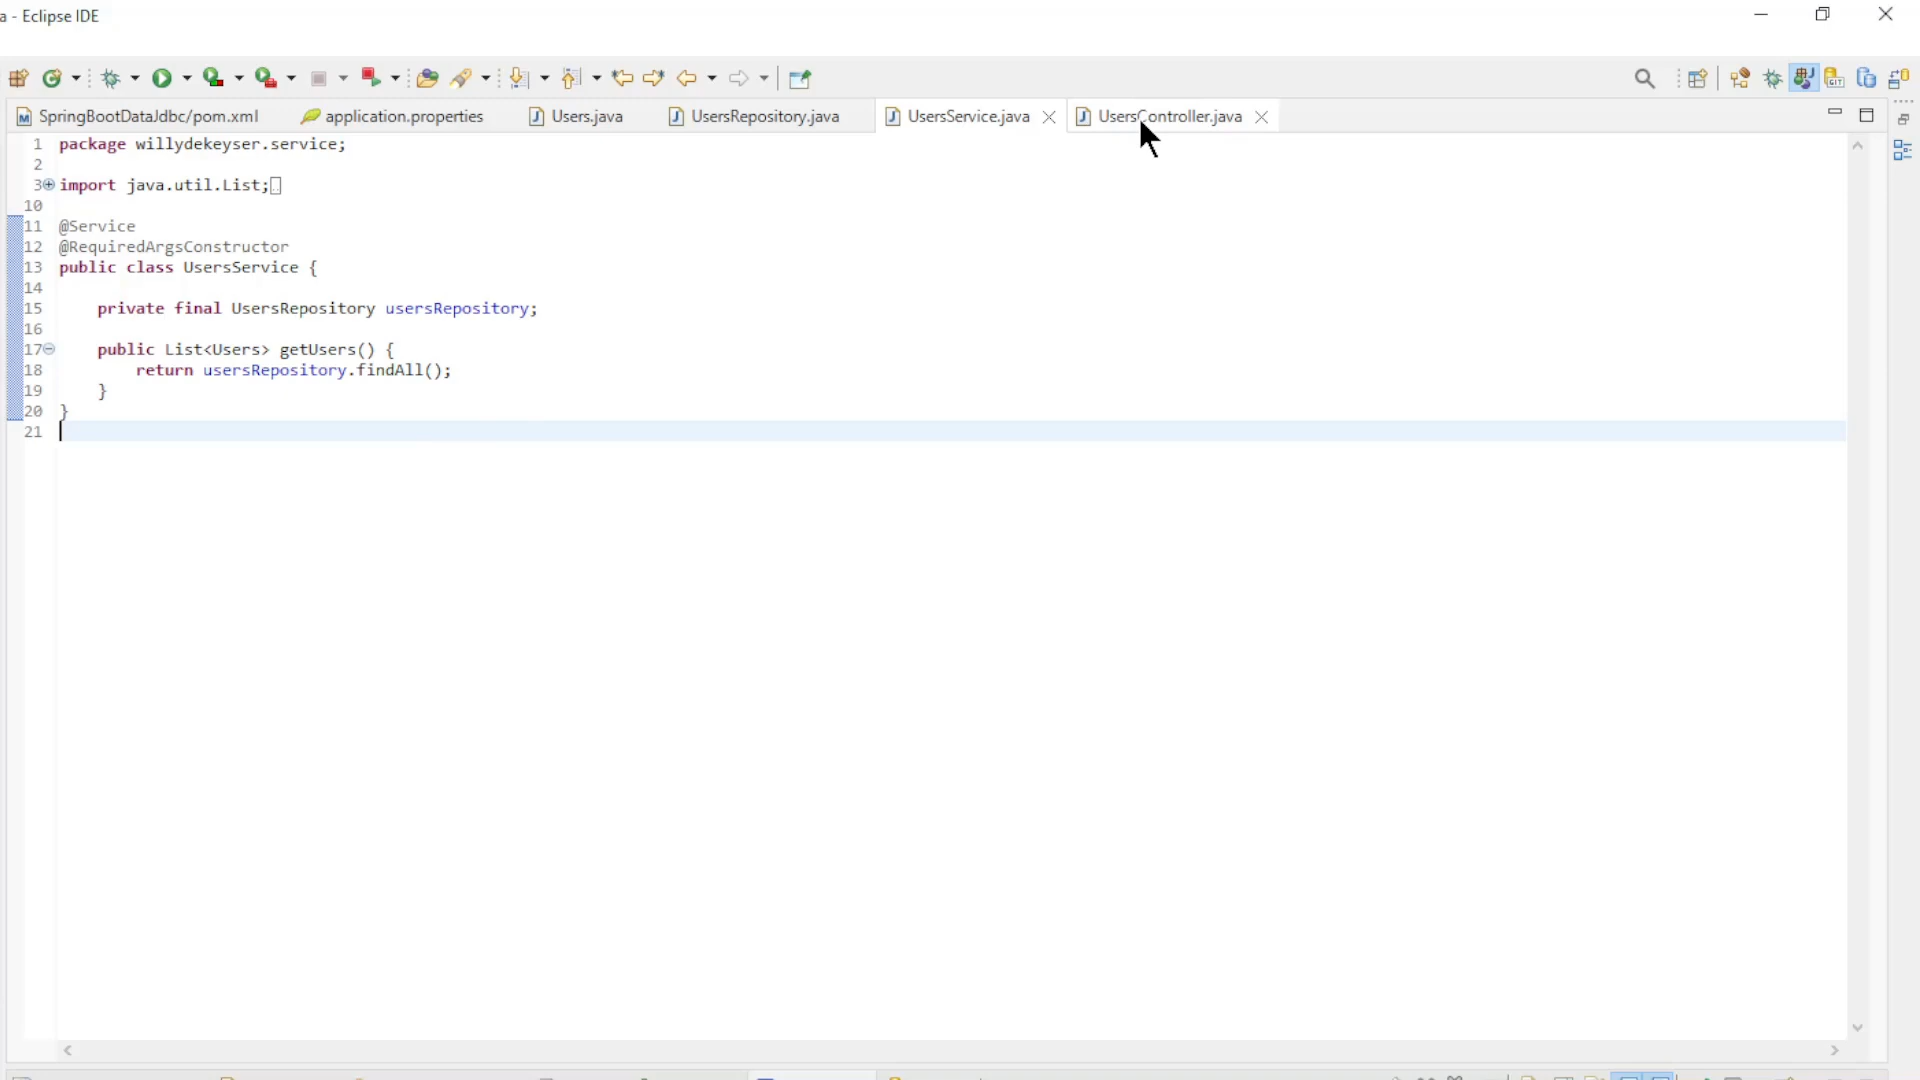 a - Eclipse IDE
SpringBootDataJdbc/pom.xml application.properties Users.java UsersRepository.java UsersService.java UsersController.java
1 package willydekeyser.service;
2
3 import java.util.List;
10
11 @Service
12 @RequiredArgsConstructor
13 public class UsersService {
14
15 private final UsersRepository usersRepository;
16
17 public List<Users> getUsers() {
18 return usersRepository.findAll();
19 }
20 }
21